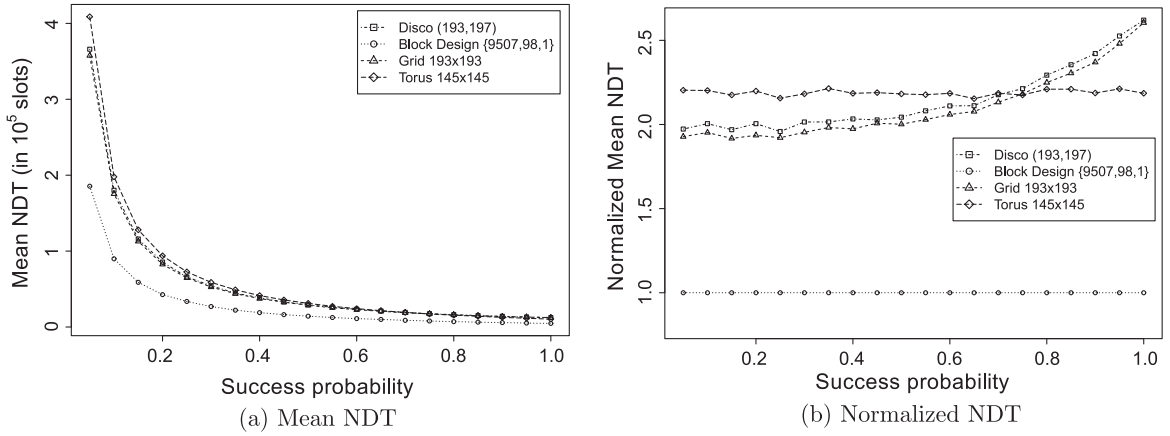 Mean NDT (in 10^5 slots)
4
3
2
1
0
Disco (193,197)
Block Design {9507,98,1}
Grid 193x193
Torus 145x145
0.2 0.4 0.6 0.8 1.0
Success probability
(a) Mean NDT
Normalized Mean NDT
2.5
2.0
1.5
1.0
Disco (193,197)
Block Design {9507,98,1}
Grid 193x193
Torus 145x145
0.2 0.4 0.6 0.8 1.0
Success probability
(b) Normalized NDT